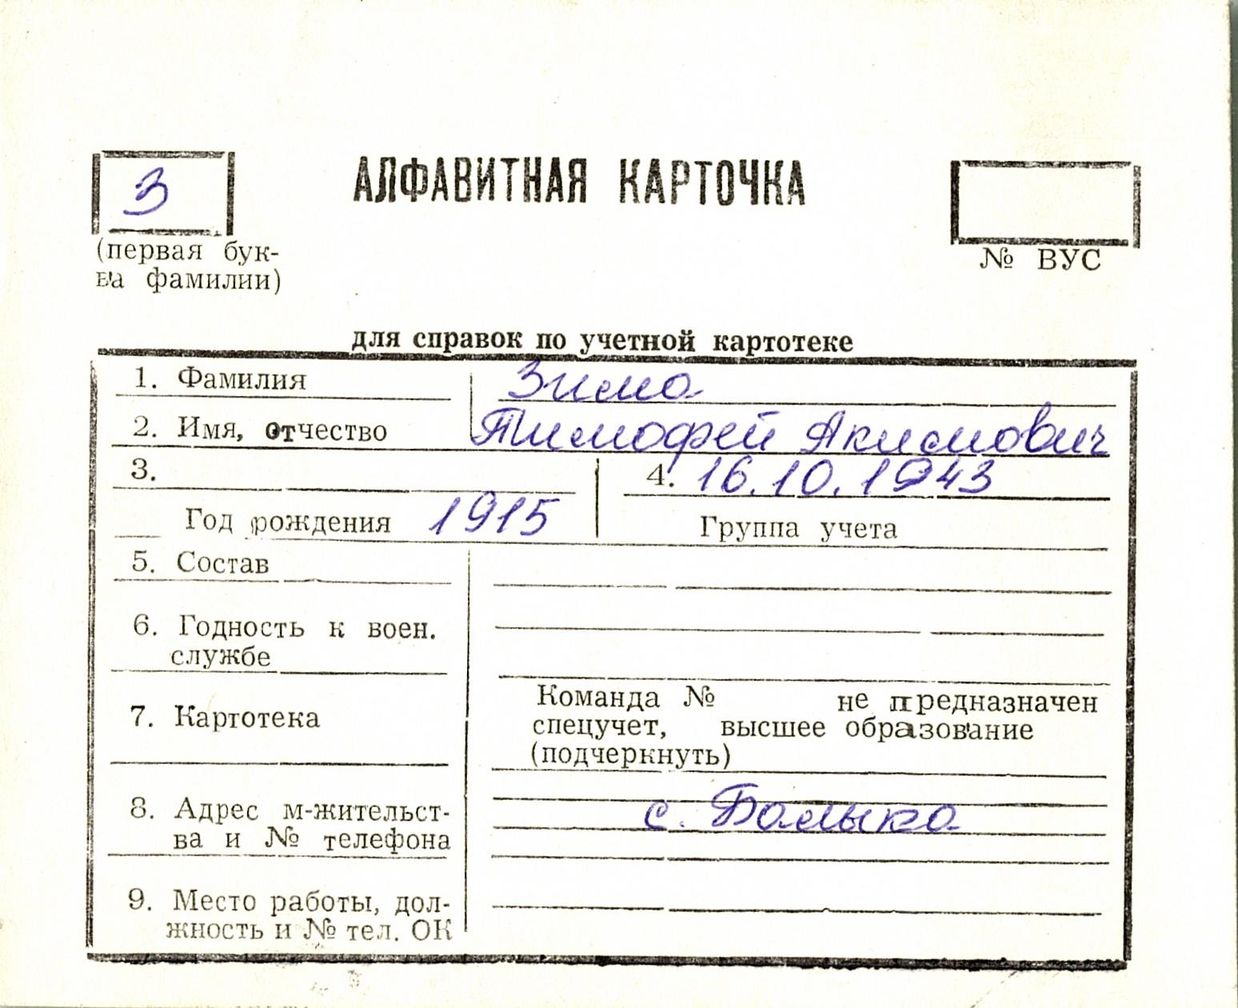 АЛФАВИТНАЯ КАРТОЧКА
З
(первая бук-
ва фамилии)
№ ВУС
для справок по учетной картотеке
1. Фамилия Зима
2. Имя, отчество Тимофей Акимович
3.
Год рождения 1915
4. 16.10.1943
Группа учета
5. Состав
6. Годность к воен.
службе
7. Картотека
Команда № не предназначен
спецучет, высшее образование
(подчеркнуть)
8. Адрес м-жительст-
ва и № телефона
с. Балыка
9. Место работы, дол-
жность и № тел. ОК